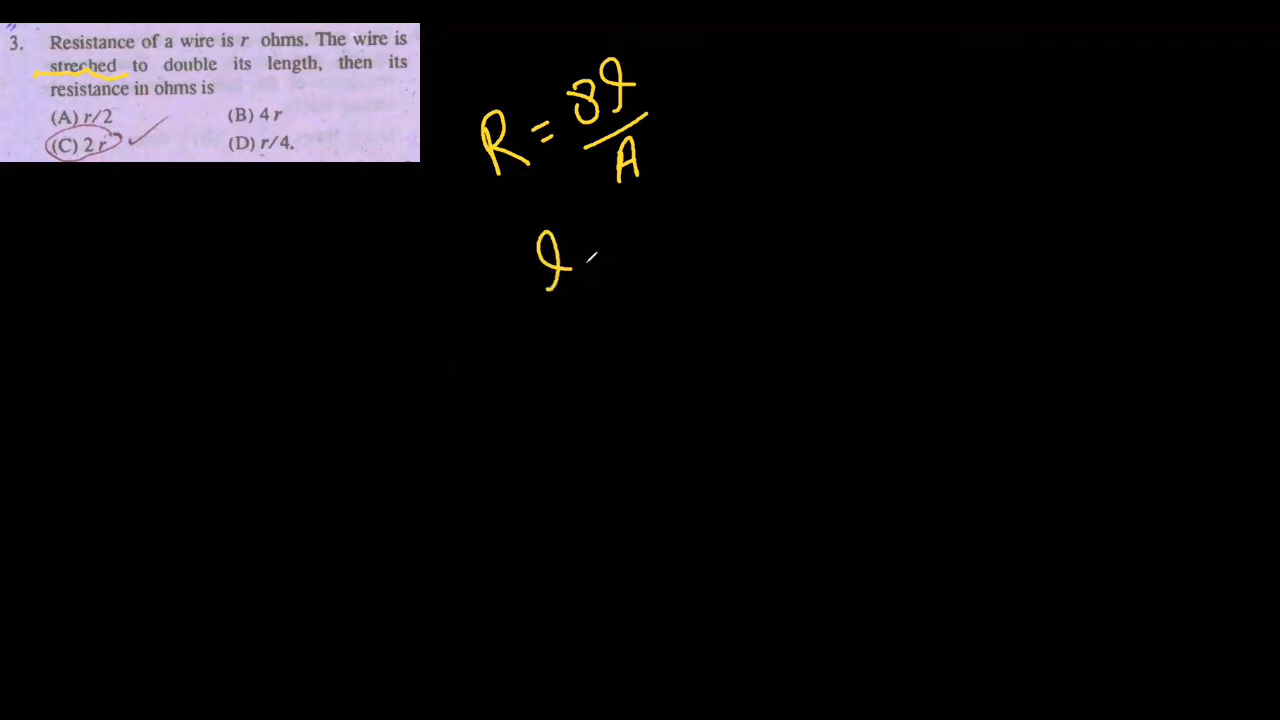 3. Resistance of a wire is r ohms. The wire is
streched to double its length, then its
resistance in ohms is
(A) r/2 (B) 4 r
(C) 2 r (D) r/4.
R = ϑl
A
l